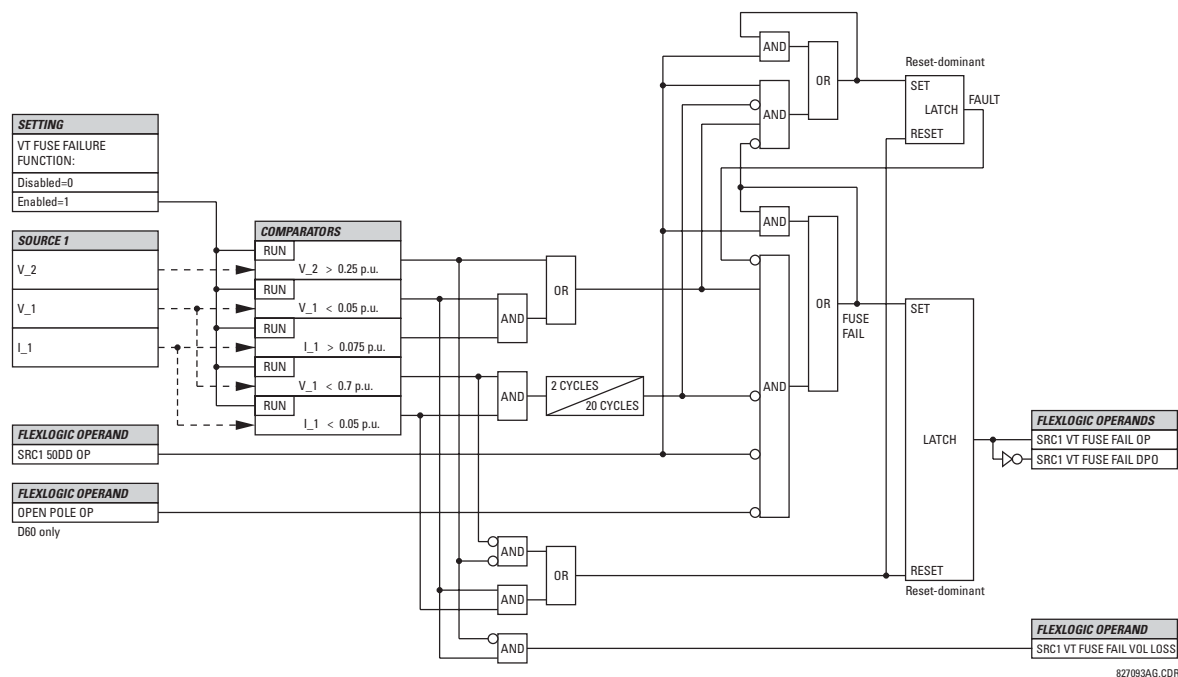 SETTING
VT FUSE FAILURE
FUNCTION:
Disabled=0
Enabled=1
SOURCE 1
V_2
V_1
I_1
FLEXLOGIC OPERAND
SRC1 50DD OP
FLEXLOGIC OPERAND
OPEN POLE OP
D60 only
COMPARATORS
RUN
V_2 > 0.25 p.u.
RUN
V_1 < 0.05 p.u.
RUN
I_1 > 0.075 p.u.
RUN
V_1 < 0.7 p.u.
RUN
I_1 < 0.05 p.u.
AND
OR
AND
2 CYCLES
20 CYCLES
AND
AND
OR
AND
AND
AND
OR
AND
AND
OR
FUSE
FAIL
AND
Reset-dominant
SET
LATCH
FAULT
RESET
SET
LATCH
RESET
Reset-dominant
FLEXLOGIC OPERANDS
SRC1 VT FUSE FAIL OP
SRC1 VT FUSE FAIL DPO
FLEXLOGIC OPERAND
SRC1 VT FUSE FAIL VOL LOSS
827093AG.CDR